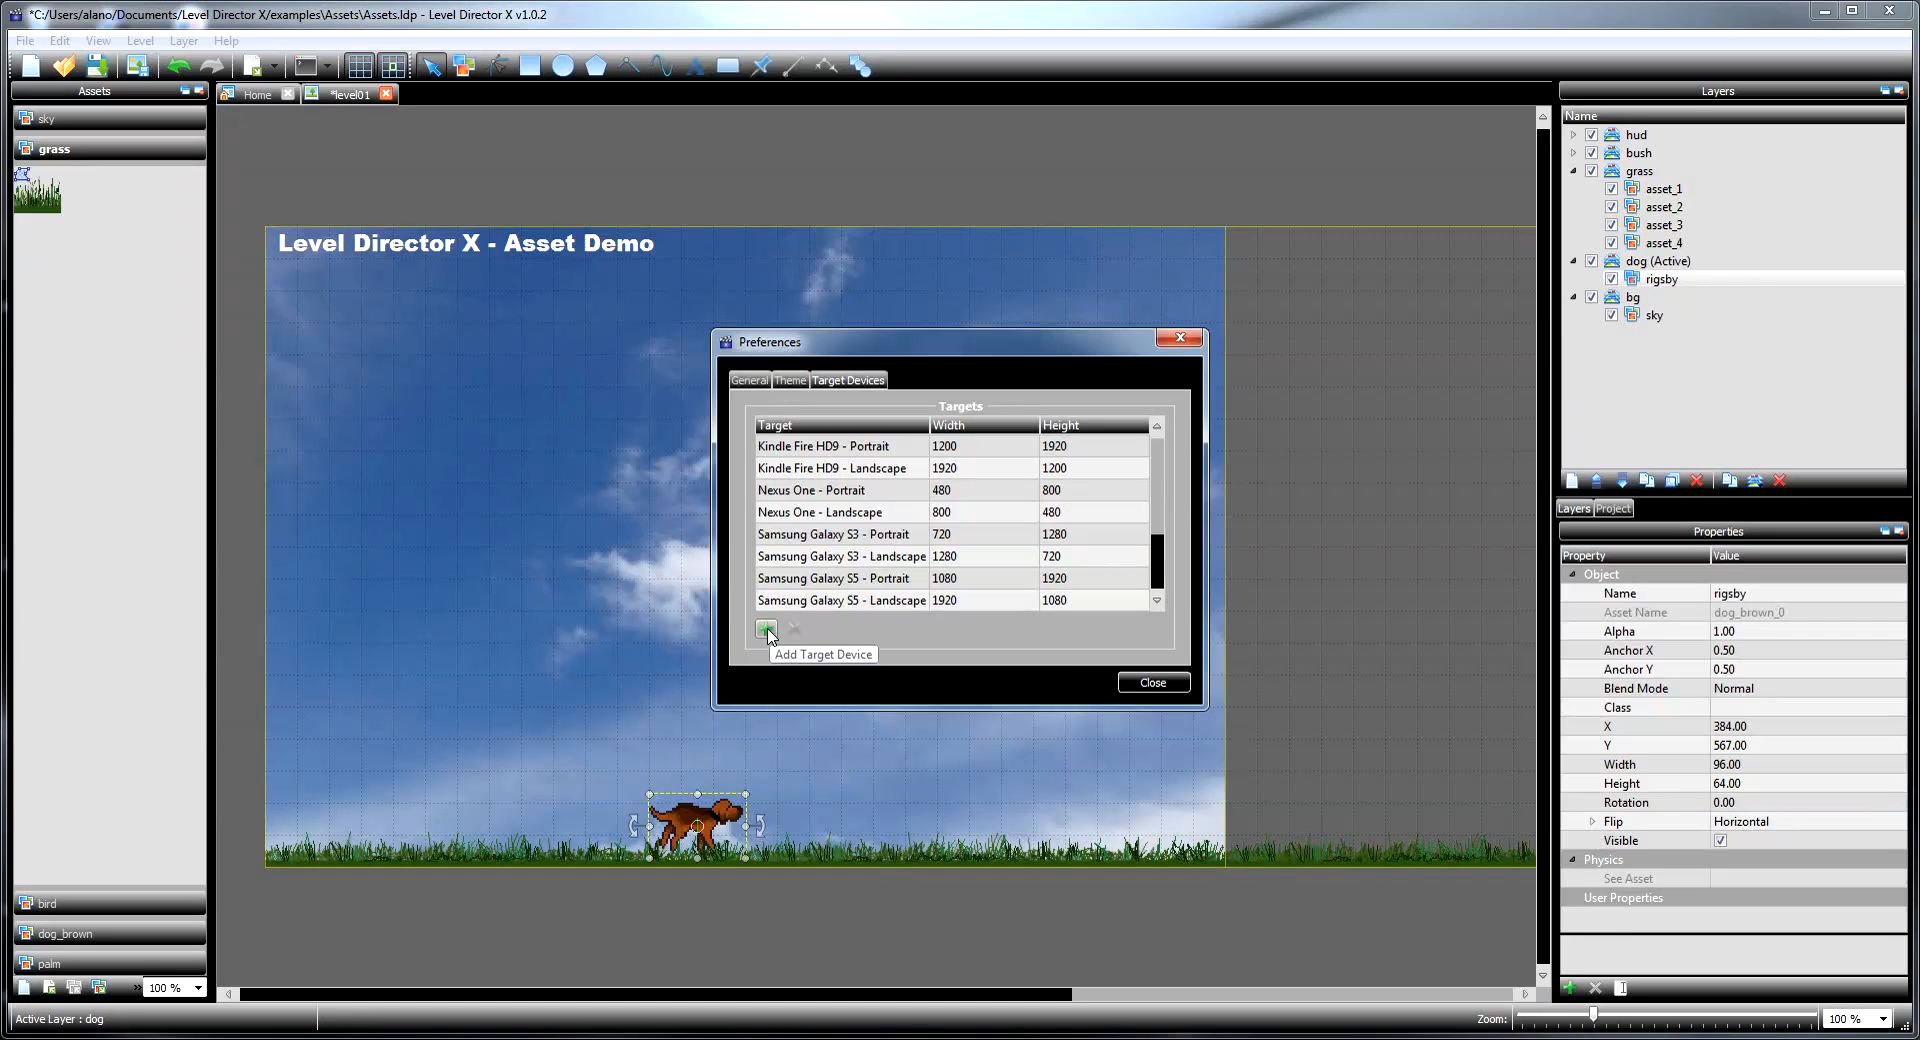 *C:/Users/alano/Documents/Level Director X/examples\Assets\Assets.ldp - Level Director X v1.0.2
File Edit View Level Layer Help
Assets
Home
*level01
Layers
sky
grass
Name
hud
bush
grass
asset_1
asset_2
asset_3
asset_4
dog (Active)
rigsby
bg
sky
Level Director X - Asset Demo
Preferences
General Theme Target Devices
Targets
Target Width Height
Kindle Fire HD9 - Portrait 1200 1920
Kindle Fire HD9 - Landscape 1920 1200
Nexus One - Portrait 480 800
Nexus One - Landscape 800 480
Samsung Galaxy S3 - Portrait 720 1280
Samsung Galaxy S3 - Landscape 1280 720
Samsung Galaxy S5 - Portrait 1080 1920
Samsung Galaxy S5 - Landscape 1920 1080
Add Target Device
Close
Layers Project
Properties
Property Value
Object
Name rigsby
Asset Name dog_brown_0
Alpha 1.00
Anchor X 0.50
Anchor Y 0.50
Blend Mode Normal
Class
X 384.00
Y 567.00
Width 96.00
Height 64.00
Rotation 0.00
Flip Horizontal
Visible
Physics
See Asset
User Properties
bird
dog_brown
palm
100 %
Active Layer : dog
Zoom: 100 %